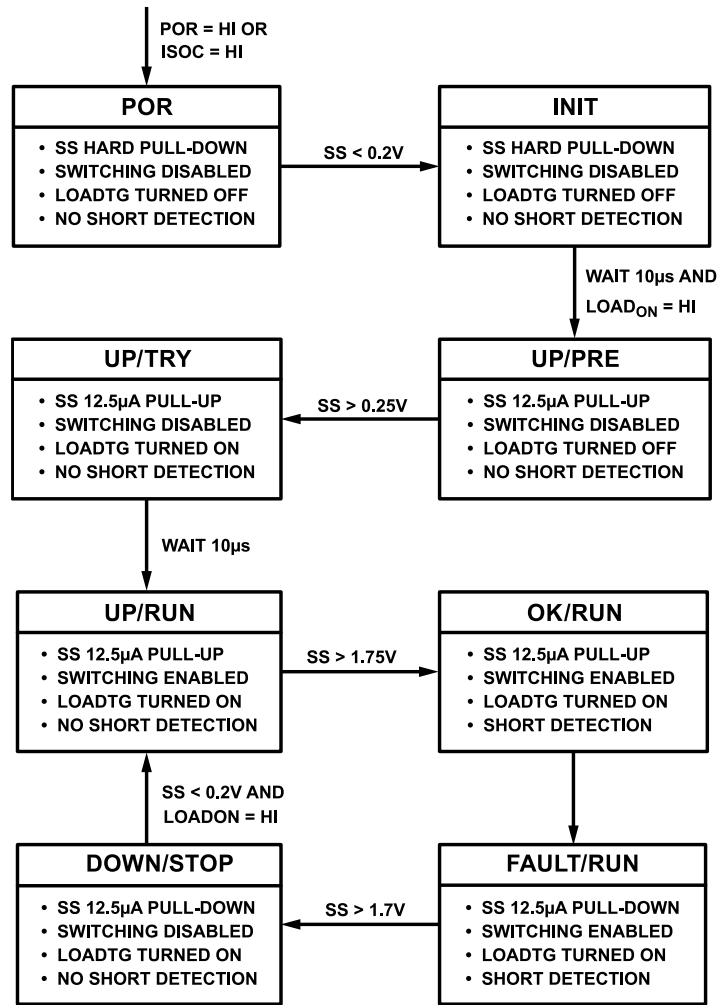 POR = HI OR
ISOC = HI
POR
• SS HARD PULL-DOWN
• SWITCHING DISABLED
• LOADTG TURNED OFF
• NO SHORT DETECTION
SS < 0.2V
INIT
• SS HARD PULL-DOWN
• SWITCHING DISABLED
• LOADTG TURNED OFF
• NO SHORT DETECTION
WAIT 10µs AND
LOADON = HI
UP/PRE
• SS 12.5µA PULL-UP
• SWITCHING DISABLED
• LOADTG TURNED OFF
• NO SHORT DETECTION
SS > 0.25V
UP/TRY
• SS 12.5µA PULL-UP
• SWITCHING DISABLED
• LOADTG TURNED ON
• NO SHORT DETECTION
WAIT 10µs
UP/RUN
• SS 12.5µA PULL-UP
• SWITCHING ENABLED
• LOADTG TURNED ON
• NO SHORT DETECTION
SS > 1.75V
OK/RUN
• SS 12.5µA PULL-UP
• SWITCHING ENABLED
• LOADTG TURNED ON
• SHORT DETECTION
FAULT/RUN
• SS 12.5µA PULL-DOWN
• SWITCHING ENABLED
• LOADTG TURNED ON
• SHORT DETECTION
SS > 1.7V
DOWN/STOP
• SS 12.5µA PULL-DOWN
• SWITCHING DISABLED
• LOADTG TURNED ON
• NO SHORT DETECTION
SS < 0.2V AND
LOADON = HI